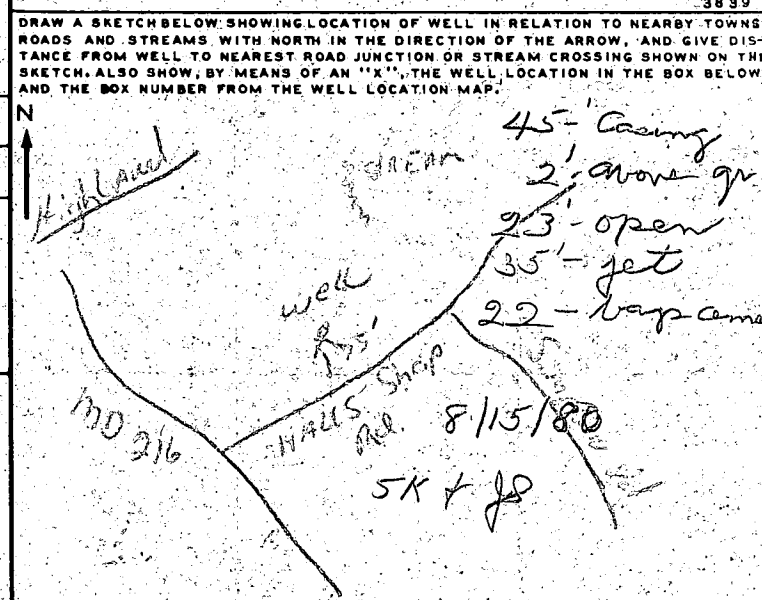 3839
DRAW A SKETCH BELOW SHOWING LOCATION OF WELL IN RELATION TO NEARBY TOWNS
ROADS AND STREAMS WITH NORTH IN THE DIRECTION OF THE ARROW, AND GIVE DIS-
TANCE FROM WELL TO NEAREST ROAD JUNCTION OR STREAM CROSSING SHOWN ON THE
SKETCH. ALSO SHOW, BY MEANS OF AN "X", THE WELL LOCATION IN THE BOX BELOW
AND THE BOX NUMBER FROM THE WELL LOCATION MAP.
N
45-' Casing
Highland
STREAM
2' above gr
23'- open
35'- jet
well
22- bags ceme
MD 216
HALLS Shop
Rd.
8/15/80